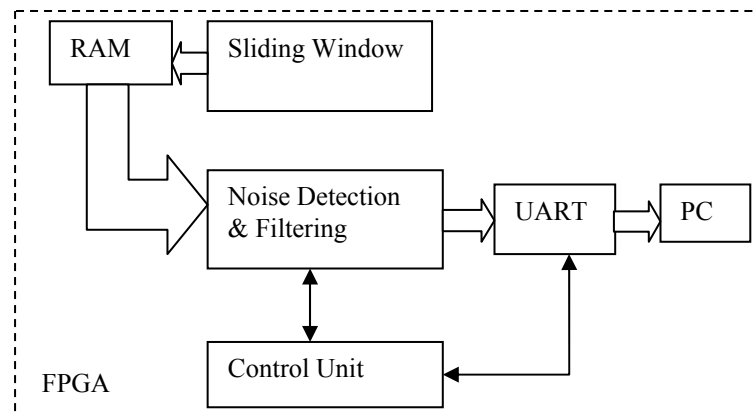 RAM
Sliding Window
Noise Detection
& Filtering
UART
PC
Control Unit
FPGA